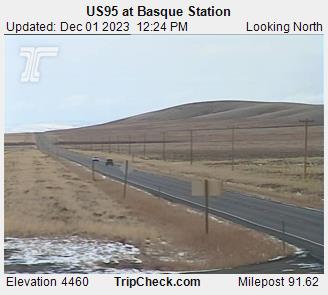 US95 at Basque Station
Updated: Dec 01 2023 12:24 PM Looking North
Elevation 4460 TripCheck.com Milepost 91.62